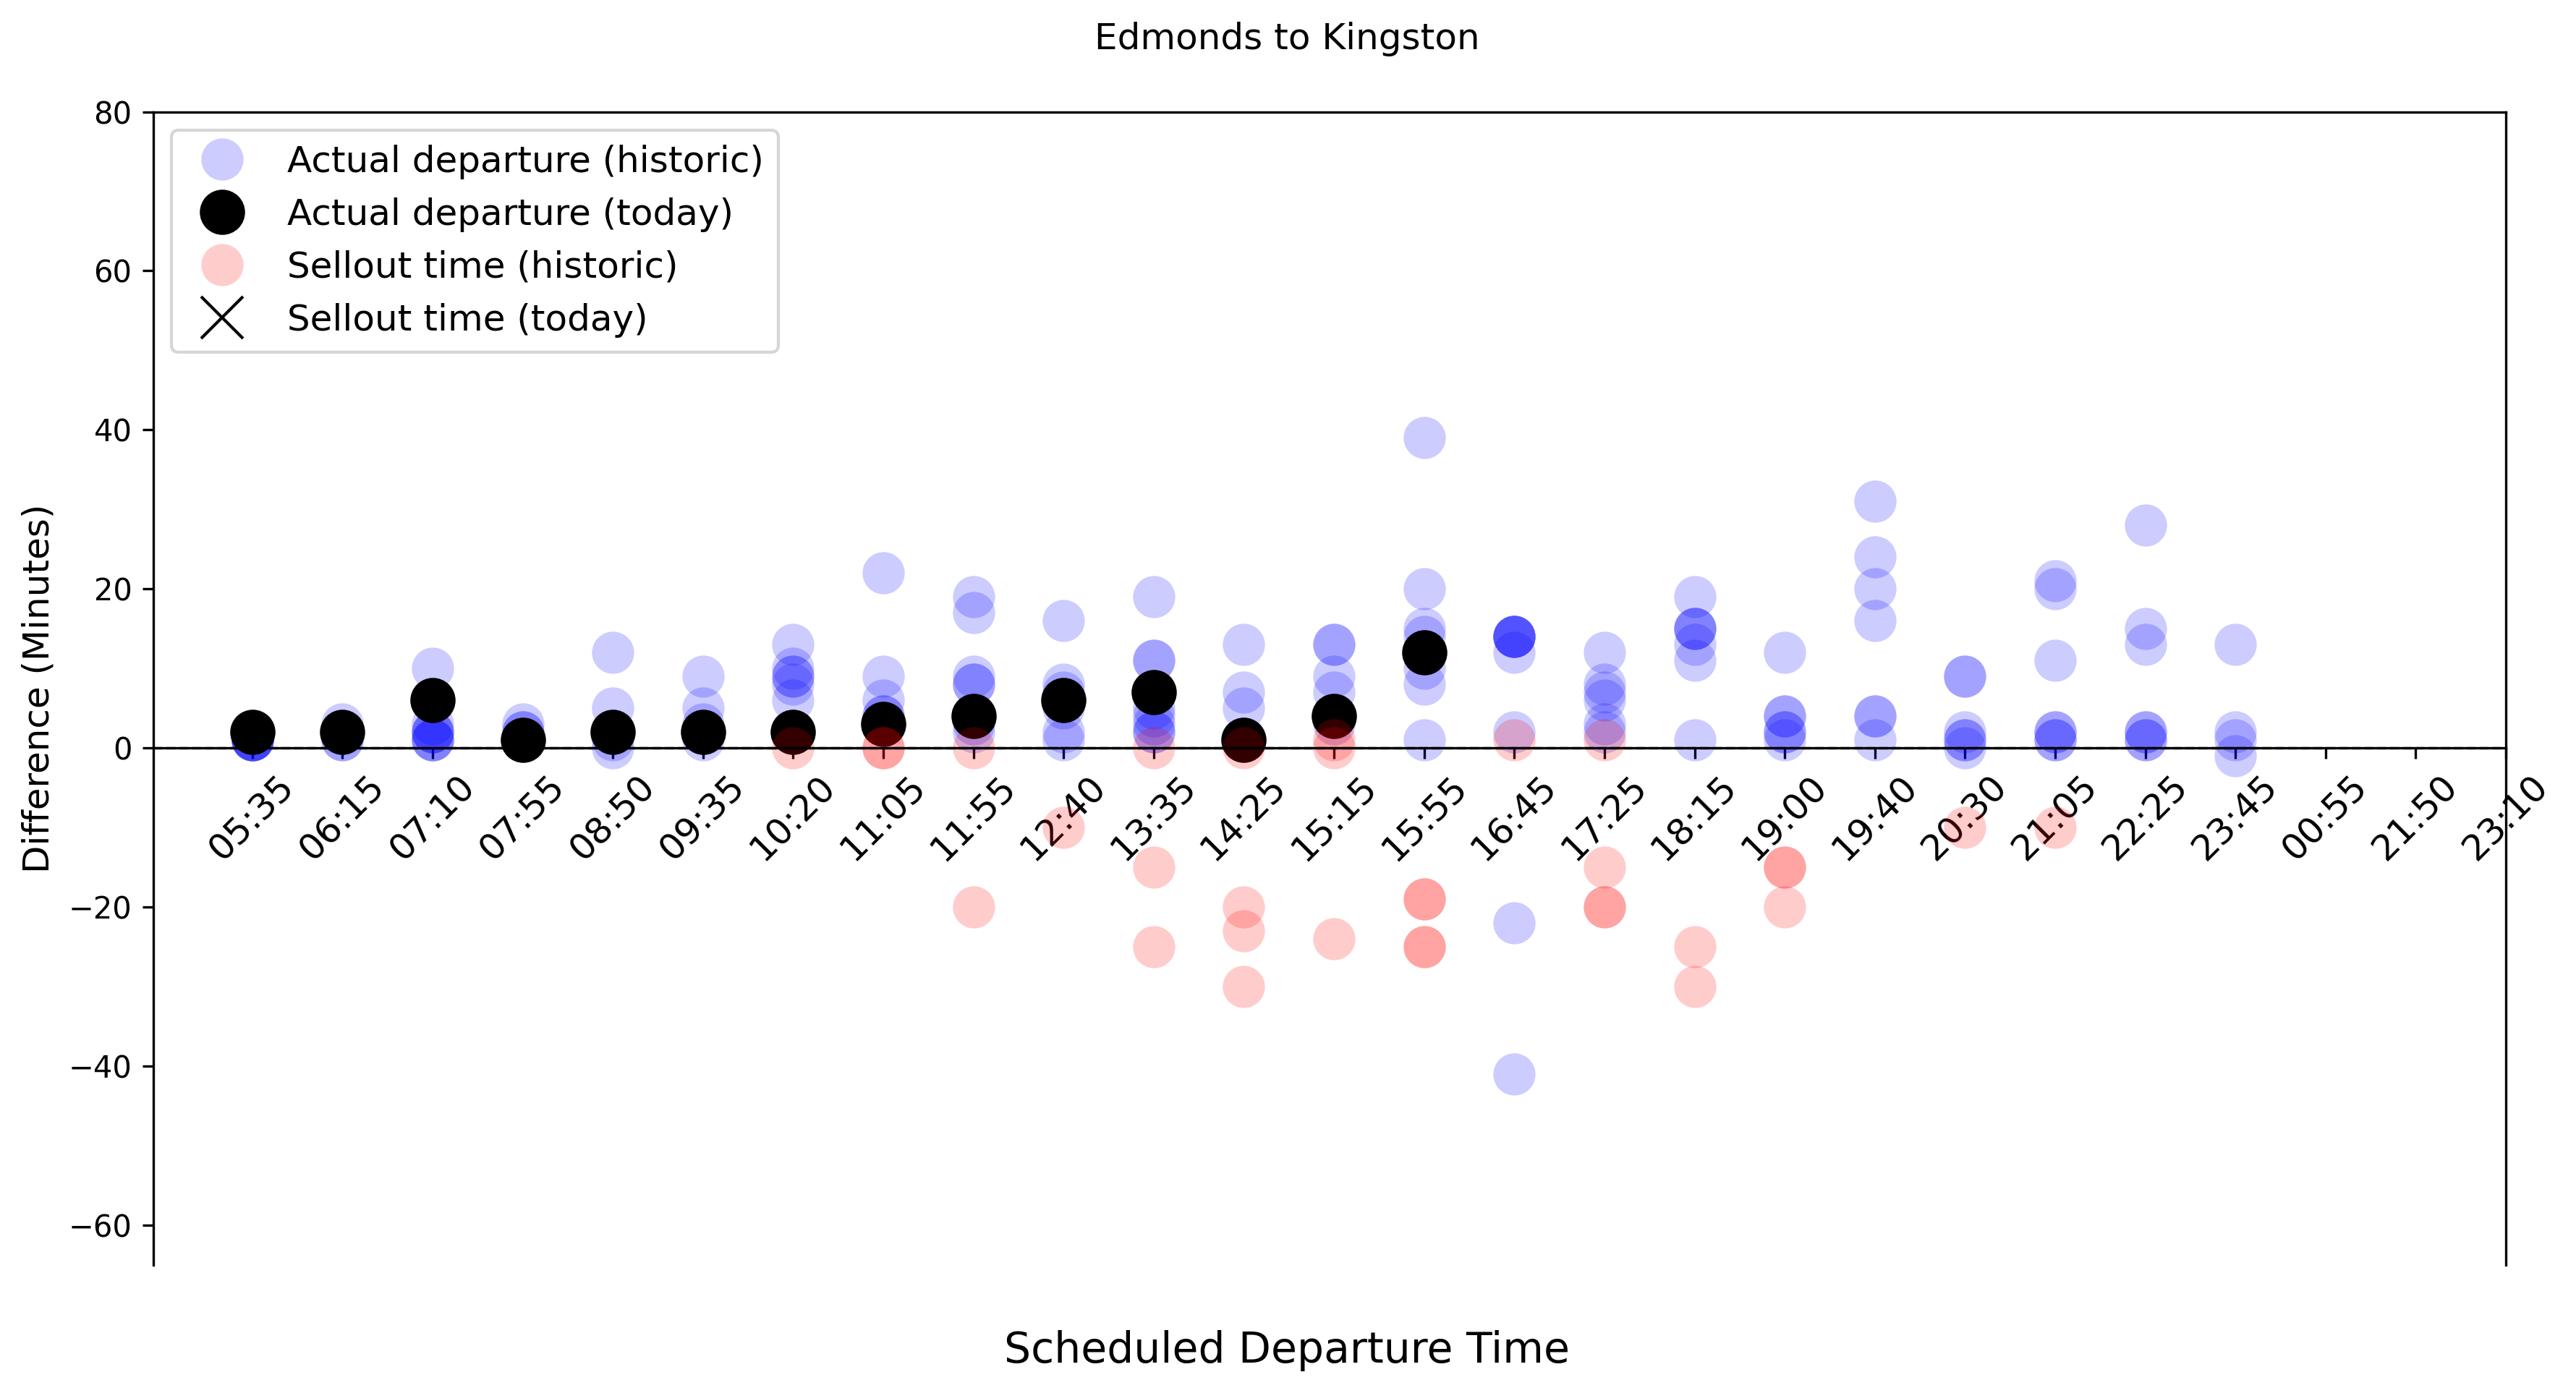 Edmonds to Kingston
Actual departure (historic)
Actual departure (today)
Sellout time (historic)
Sellout time (today)
Difference (Minutes)
80
60
40
20
0
−20
−40
−60
05:35 06:15 07:10 07:55 08:50 09:35 10:20 11:05 11:55 12:40 13:35 14:25 15:15 15:55 16:45 17:25 18:15 19:00 19:40 20:30 21:05 22:25 23:45 00:55 21:50 23:10
Scheduled Departure Time